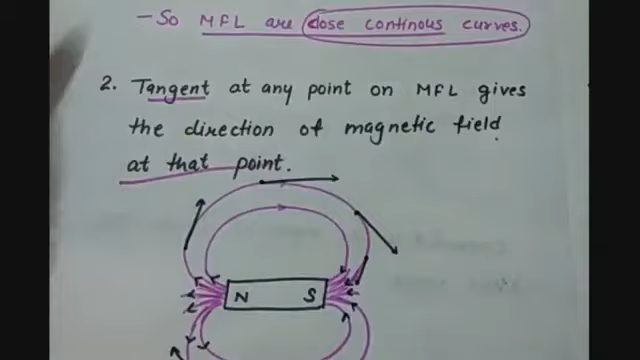 - So MFL are close continous curves.
2. Tangent at any point on MFL gives
the direction of magnetic field
at that point.
N S